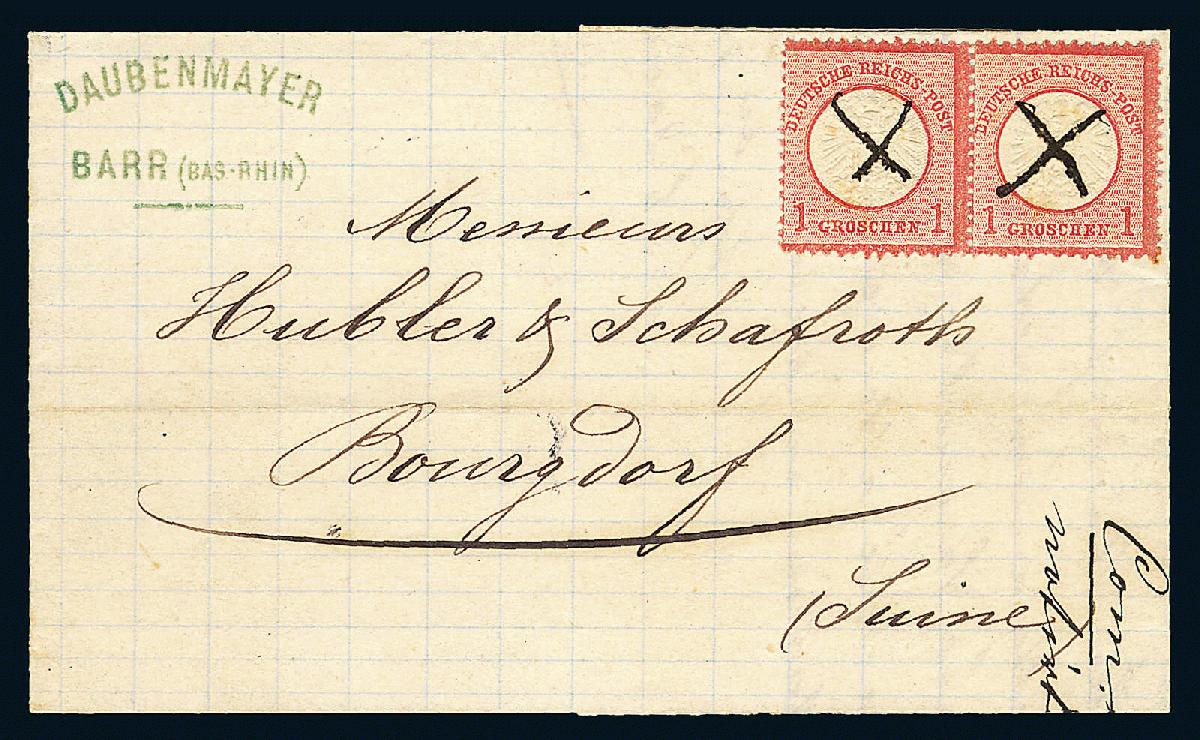 DAUBENMAYER
BARR (BAS-RHIN)
DEUTSCHE REICHS-POST
1 GROSCHEN 1
DEUTSCHE REICHS-POST
1 GROSCHEN 1
Messieurs
Hubler & Schafroth
Bourgdorf
(Suisse)